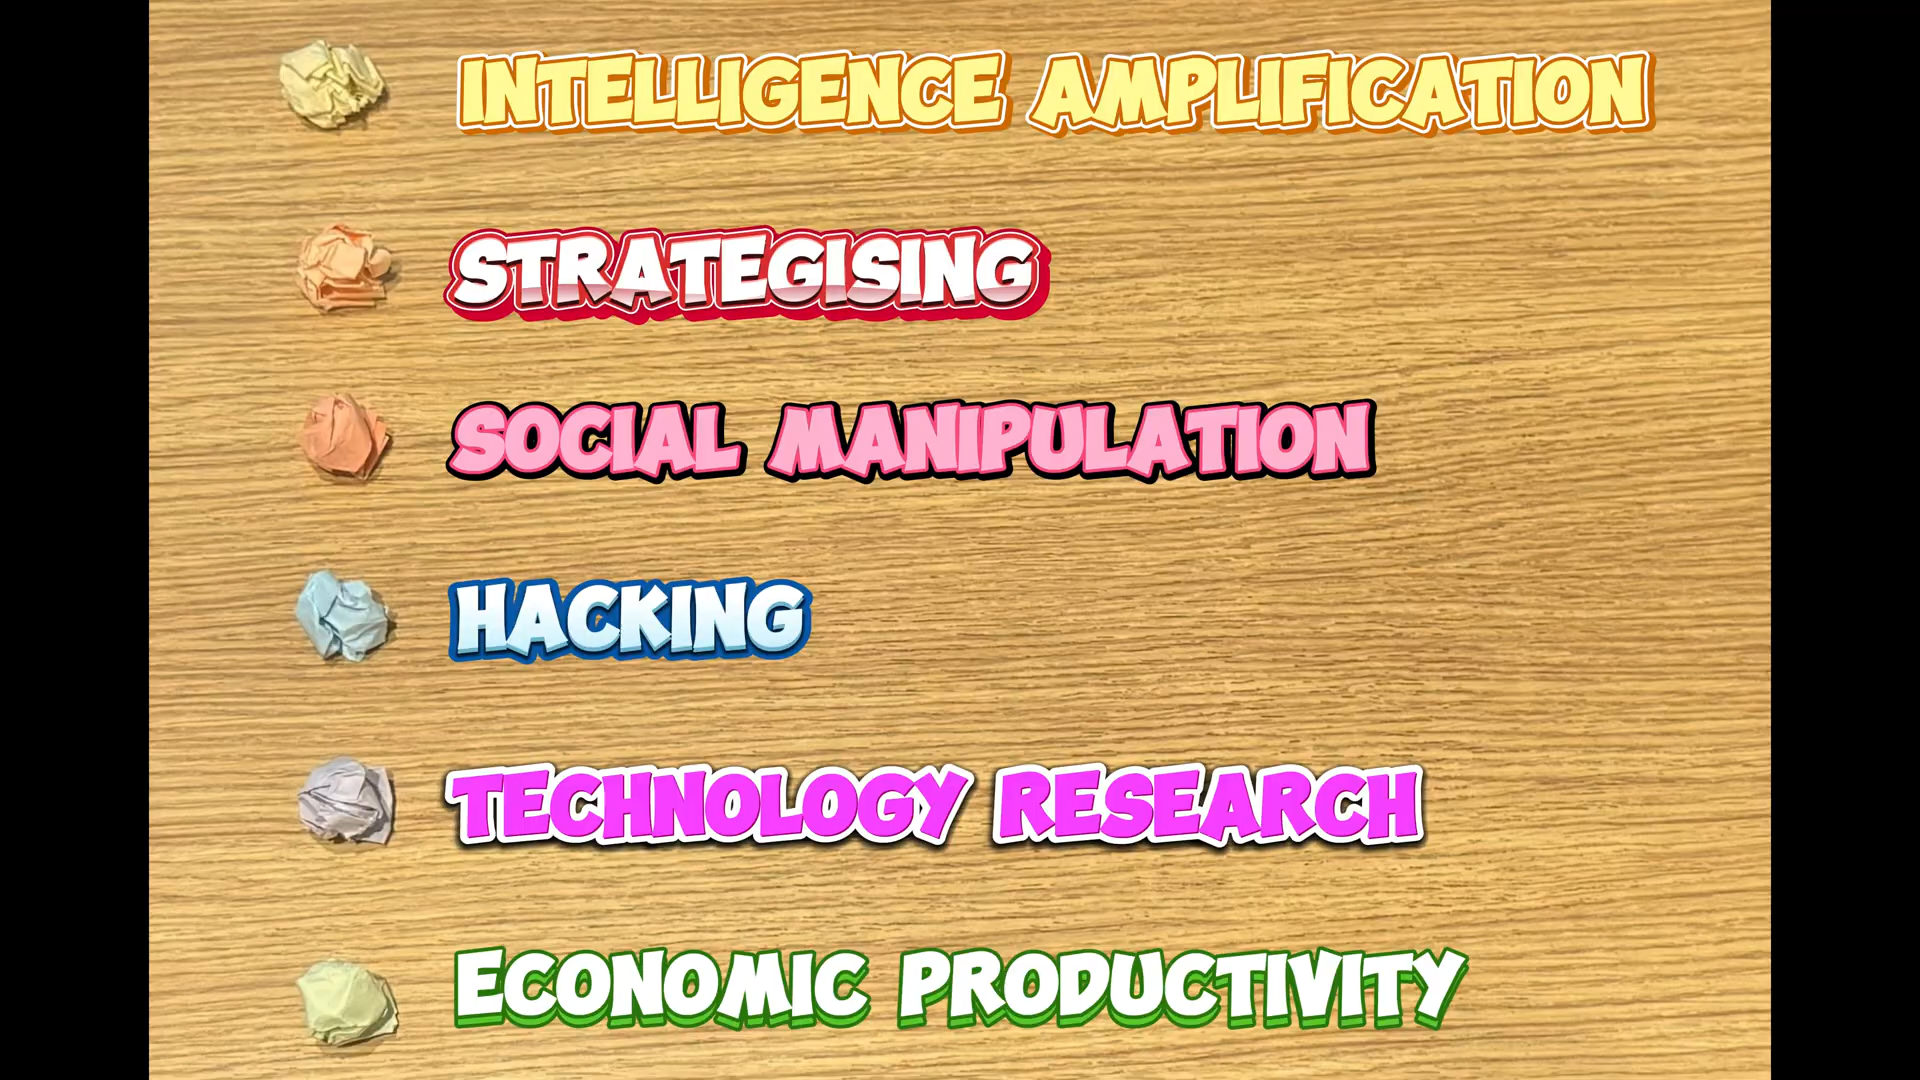 INTELLIGENCE AMPLIFICATION
STRATEGISING
SOCIAL MANIPULATION
HACKING
TECHNOLOGY RESEARCH
ECONOMIC PRODUCTIVITY